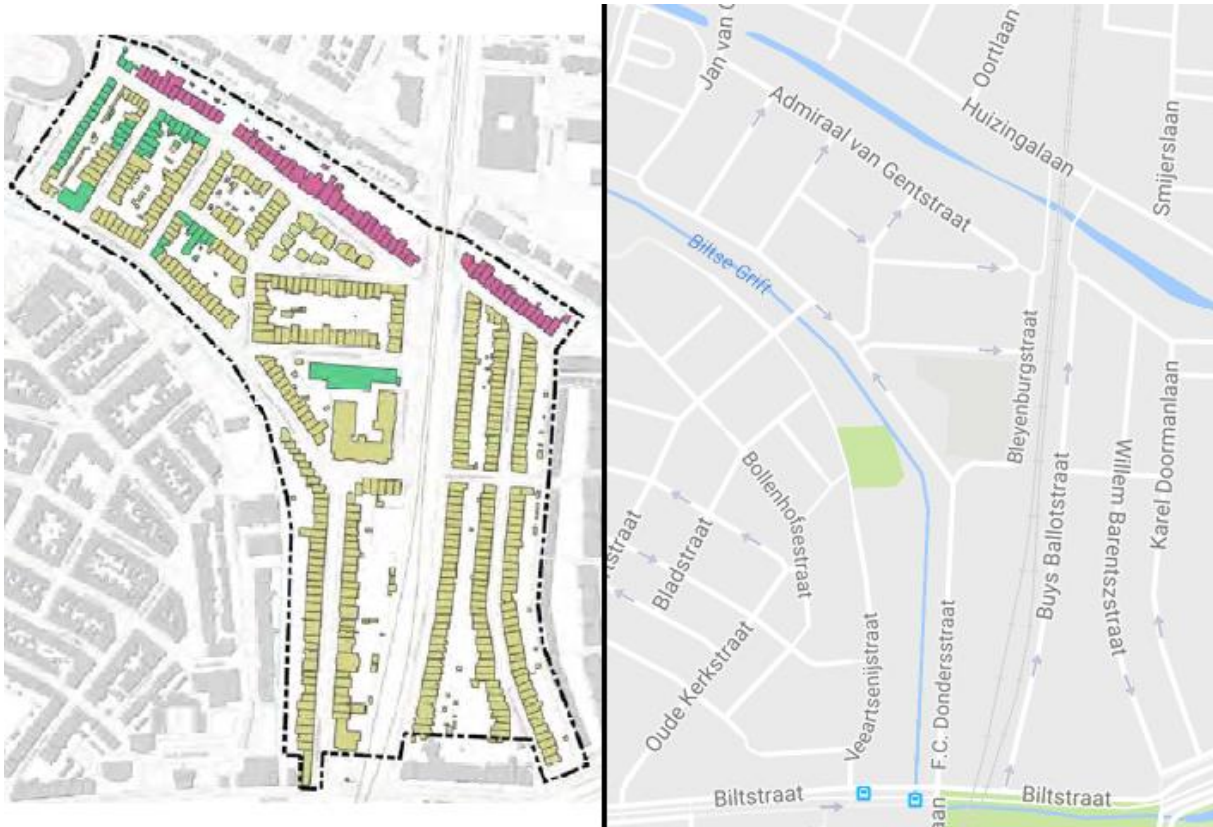 Jan van
Oortlaan
Huizingalaan
Smijerslaan
Admiraal van Gentstraat
Biltse Grift
Bleyenburgstraat
Buys Ballotstraat
Willem Barentszstraat
Karel Doormanlaan
Bollenhofsestraat
Bladstraat
Oude Kerkstraat
Veeartsenijstraat
F.C. Dondersstraat
Biltstraat
Biltstraat